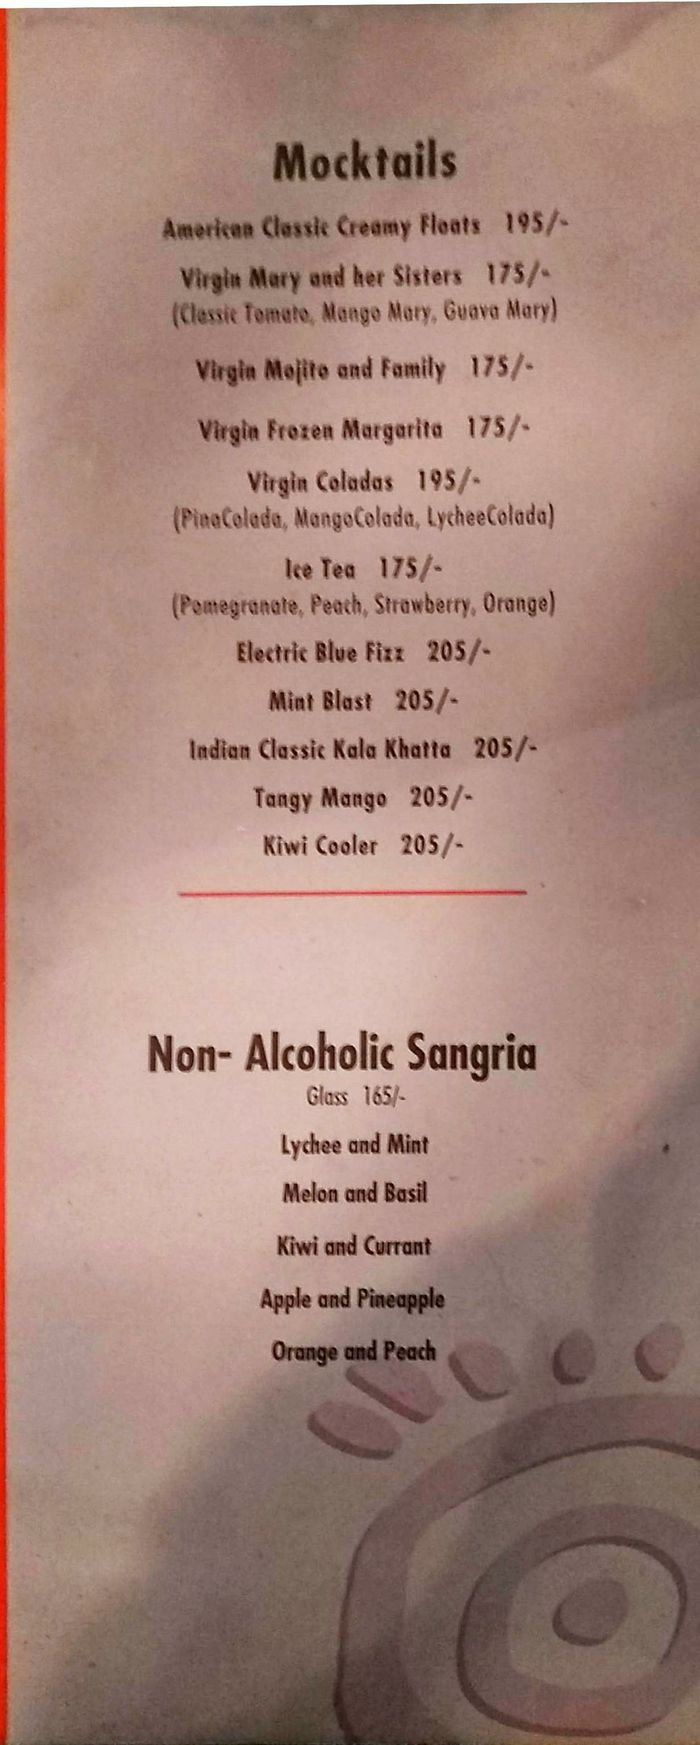 Mocktails
American Classic Creamy Floats 195/-
Virgin Mary and her Sisters 175/-
(Classic Tomato, Mango Mary, Guava Mary)
Virgin Mojito and Family 175/-
Virgin Frozen Margarita 175/-
Virgin Coladas 195/-
(PinaColada, MangoColada, LycheeColada)
Ice Tea 175/-
(Pomegranate, Peach, Strawberry, Orange)
Electric Blue Fizz 205/-
Mint Blast 205/-
Indian Classic Kala Khatta 205/-
Tangy Mango 205/-
Kiwi Cooler 205/-
Non- Alcoholic Sangria
Glass 165/-
Lychee and Mint
Melon and Basil
Kiwi and Currant
Apple and Pineapple
Orange and Peach